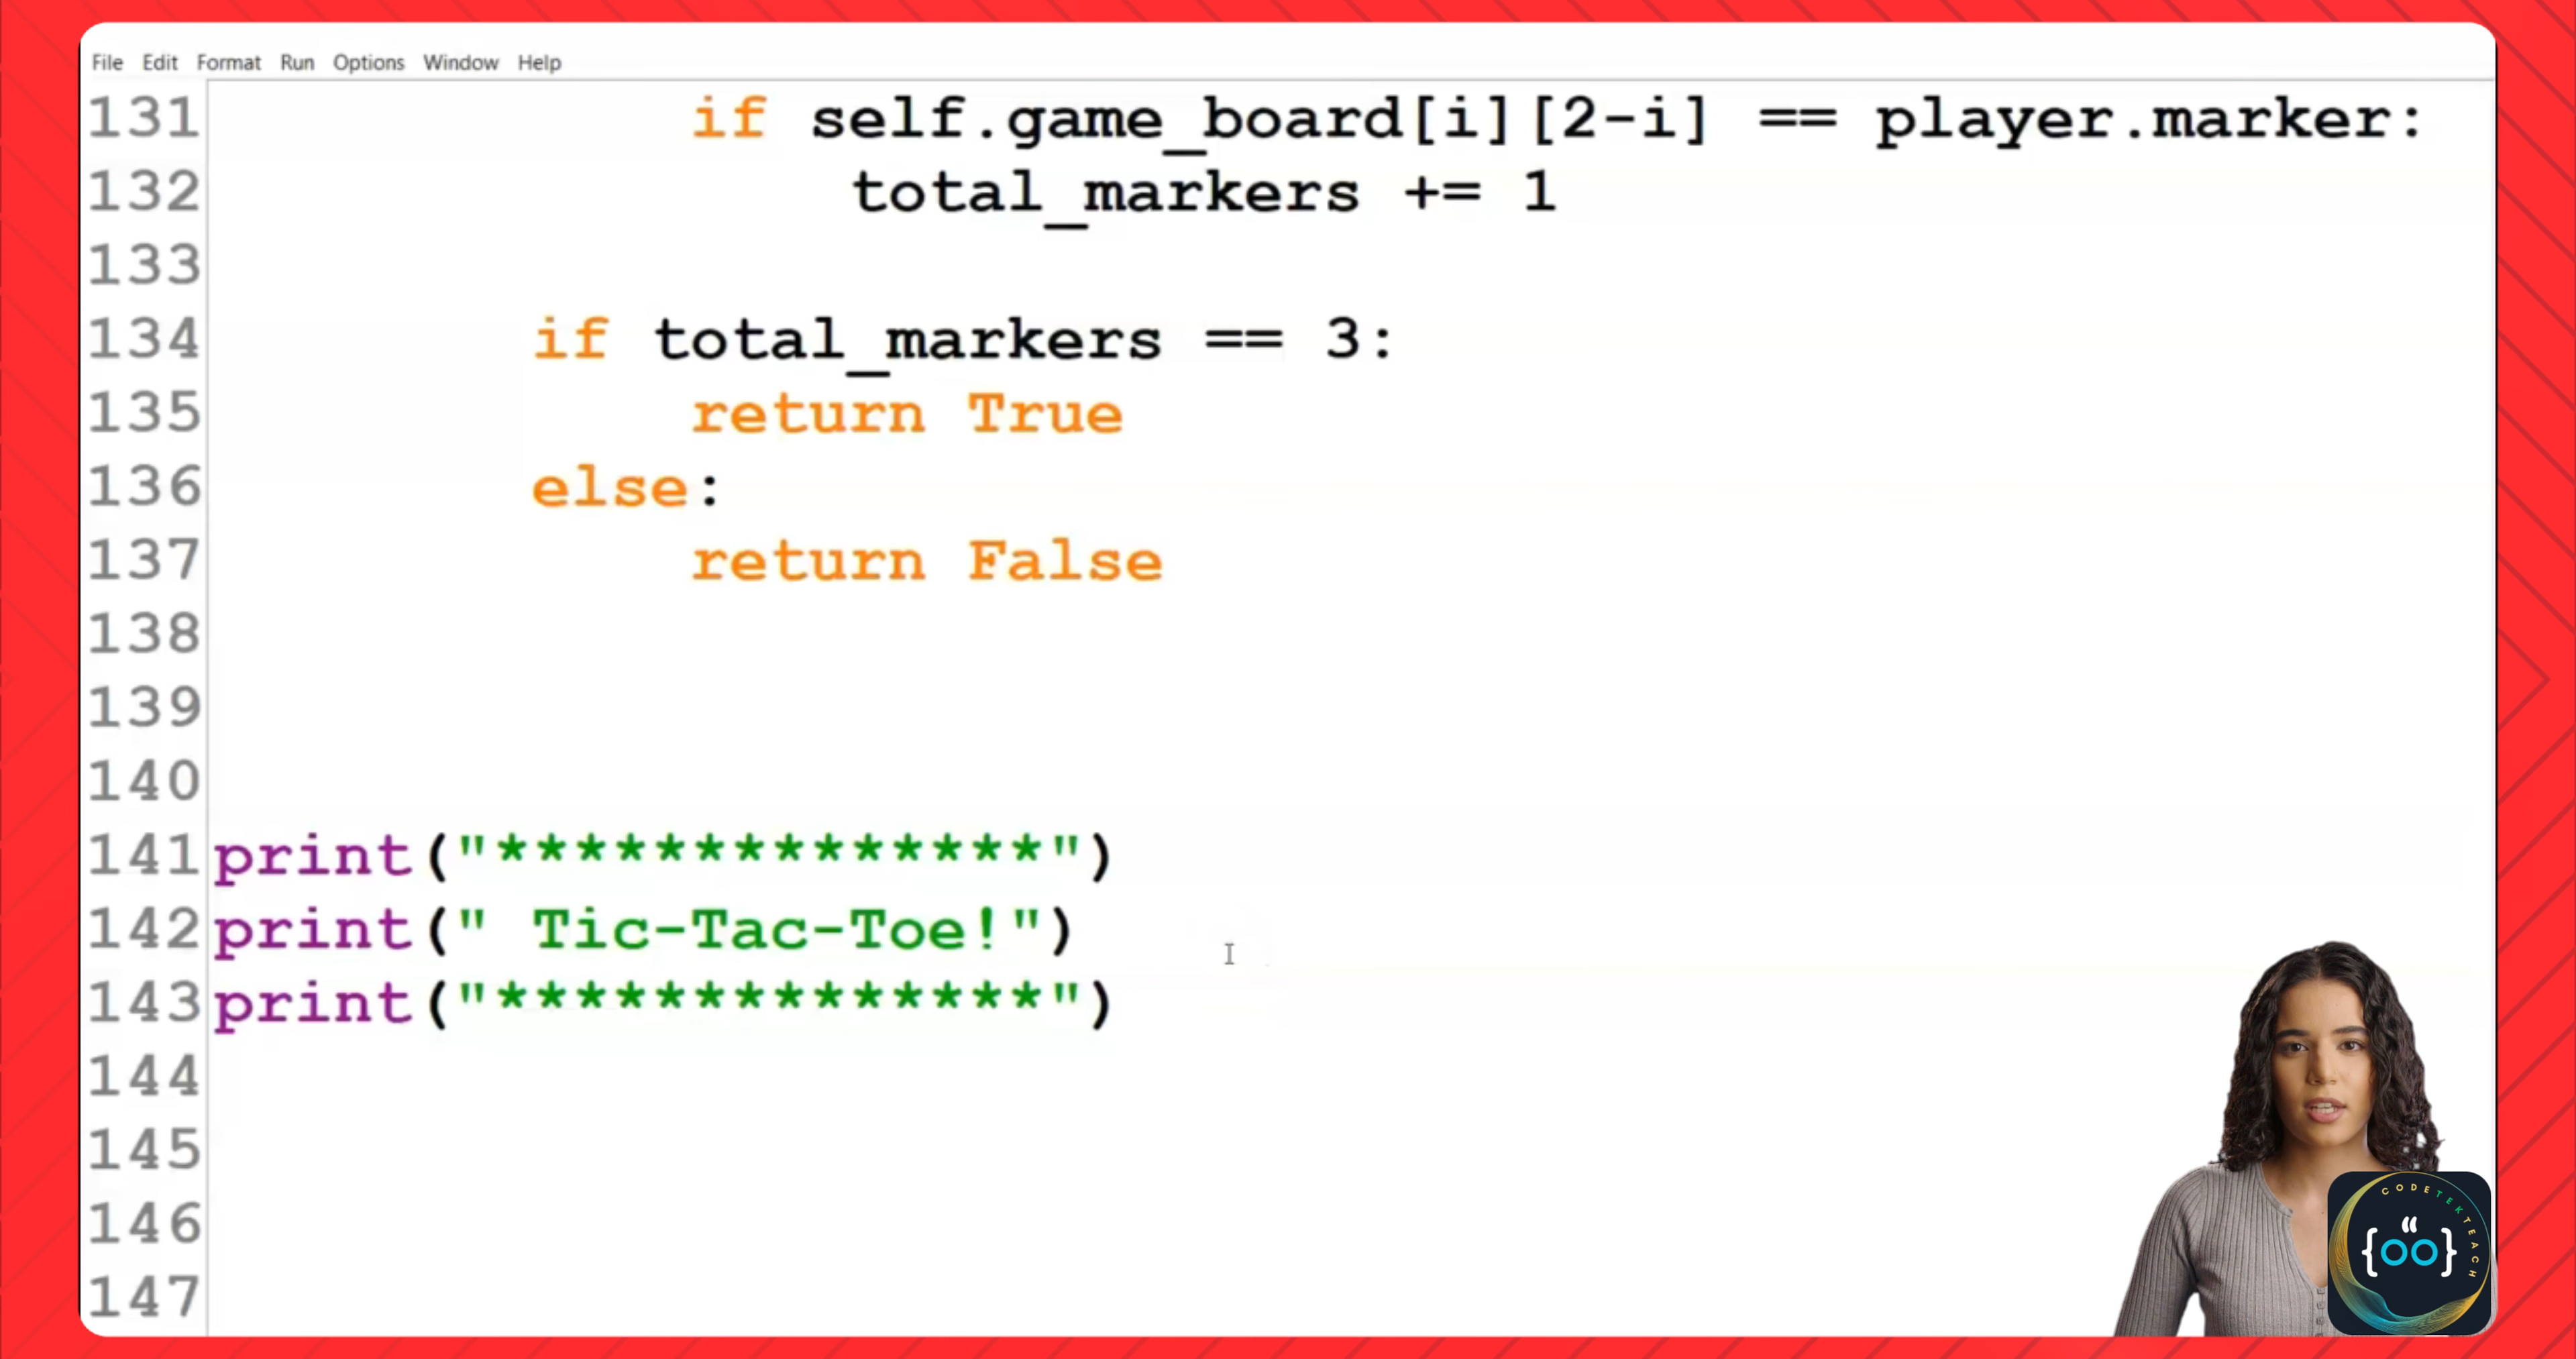 File Edit Format Run Options Window Help
131 if self.game_board[i][2-i] == player.marker:
132 total_markers += 1
133
134 if total_markers == 3:
135 return True
136 else:
137 return False
138
139
140
141 print("**************")
142 print(" Tic-Tac-Toe!")
143 print("**************")
144
145
146
147
CODETEKTEACH
“
{OO}